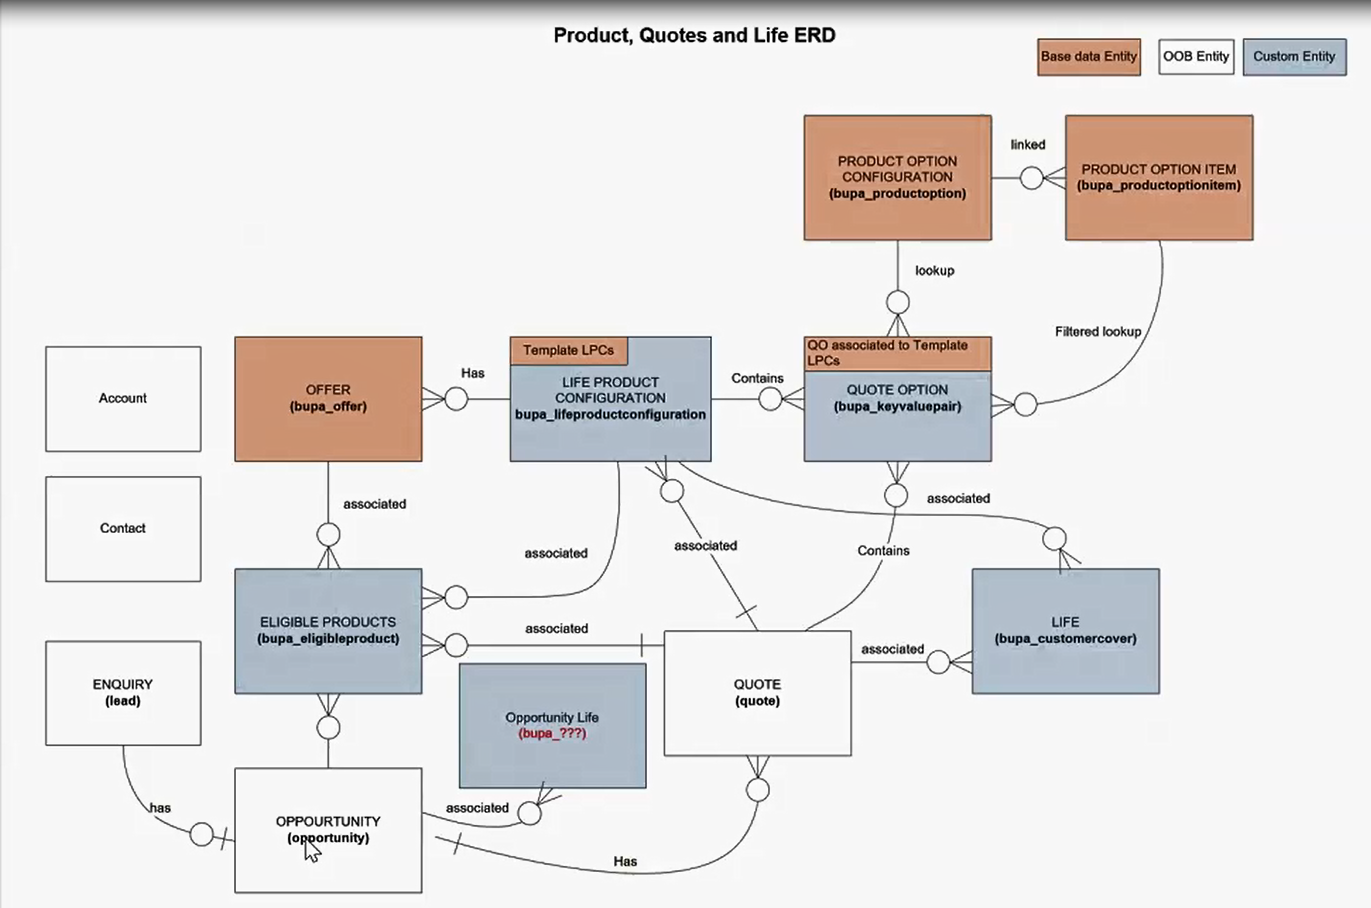 Product, Quotes and Life ERD
Base data Entity
OOB Entity
Custom Entity
PRODUCT OPTION
CONFIGURATION
(bupa_productoption)
linked
PRODUCT OPTION ITEM
(bupa_productoptionitem)
lookup
Filtered lookup
Account
OFFER
(bupa_offer)
Has
Template LPCs
LIFE PRODUCT
CONFIGURATION
bupa_lifeproductconfiguration
Contains
QO associated to Template
LPCs
QUOTE OPTION
(bupa_keyvaluepair)
Contact
associated
associated
associated
associated
Contains
ELIGIBLE PRODUCTS
(bupa_eligibleproduct)
associated
LIFE
(bupa_customercover)
associated
ENQUIRY
(lead)
QUOTE
(quote)
Opportunity Life
(bupa_???)
has
associated
OPPOURTUNITY
(opportunity)
Has